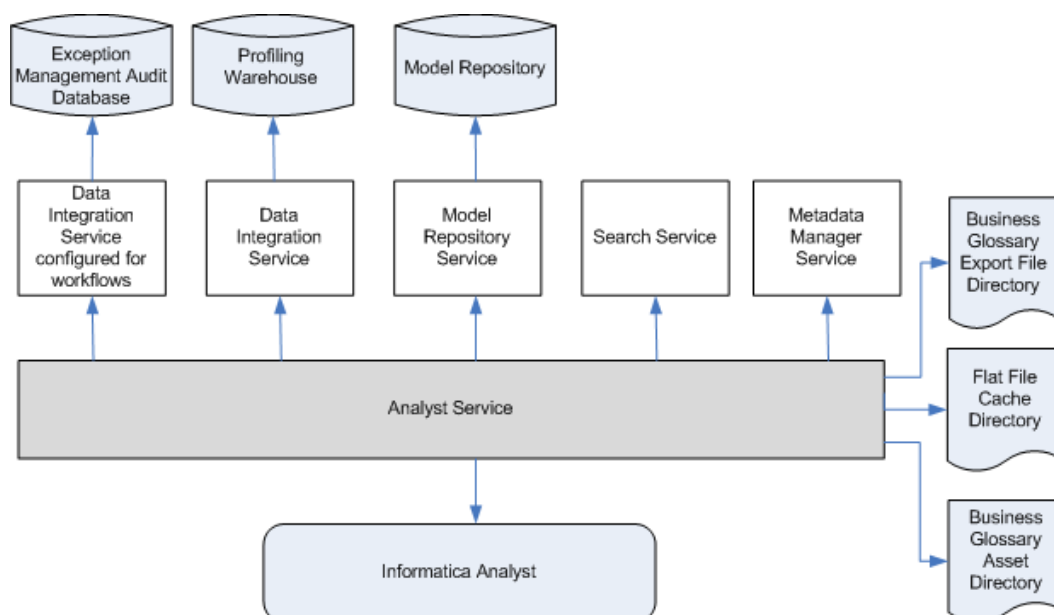 Exception
Management Audit
Database
Profiling
Warehouse
Model Repository
Data
Integration
Service
configured for
workflows
Data
Integration
Service
Model
Repository
Service
Search Service
Metadata
Manager
Service
Business
Glossary
Export File
Directory
Analyst Service
Flat File
Cache
Directory
Informatica Analyst
Business
Glossary
Asset
Directory